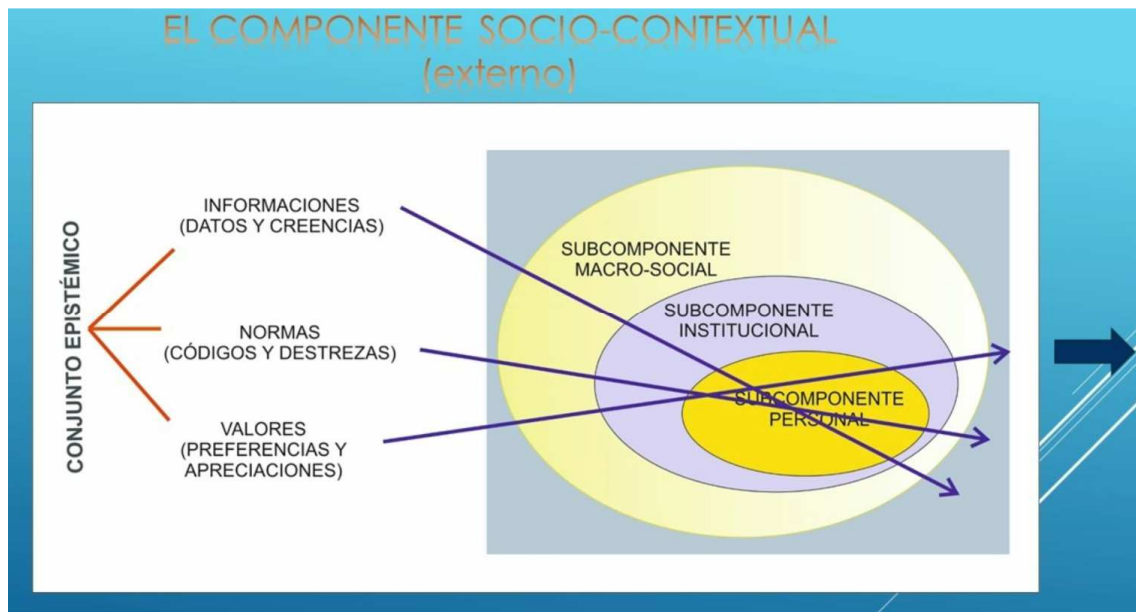 EL COMPONENTE SOCIO-CONTEXTUAL
(externo)
CONJUNTO EPISTÉMICO
INFORMACIONES
(DATOS Y CREENCIAS)
NORMAS
(CÓDIGOS Y DESTREZAS)
VALORES
(PREFERENCIAS Y
APRECIACIONES)
SUBCOMPONENTE
MACRO-SOCIAL
SUBCOMPONENTE
INSTITUCIONAL
SUBCOMPONENTE
PERSONAL